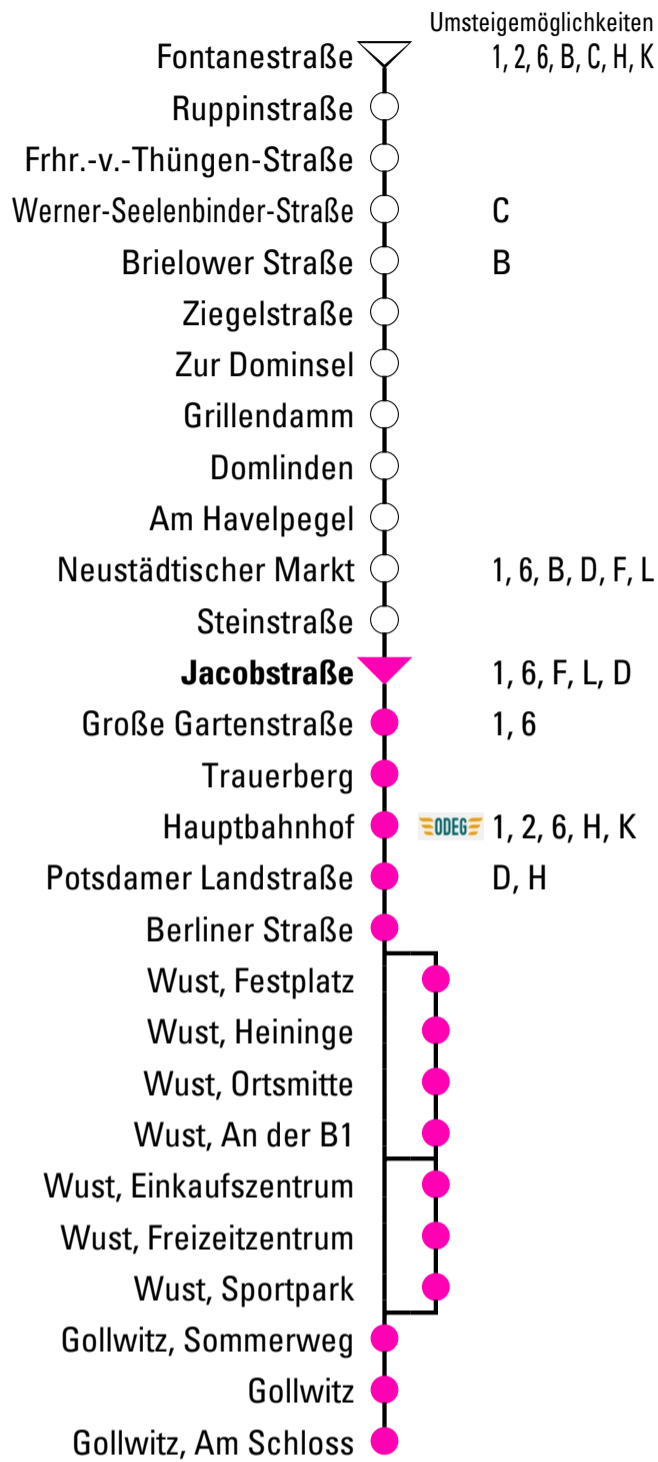 Umsteigemöglichkeiten
Fontanestraße 1, 2, 6, B, C, H, K
Ruppinstraße
Frhr.-v.-Thüngen-Straße
Werner-Seelenbinder-Straße C
Brielower Straße B
Ziegelstraße
Zur Dominsel
Grillendamm
Domlinden
Am Havelpegel
Neustädtischer Markt 1, 6, B, D, F, L
Steinstraße
Jacobstraße 1, 6, F, L, D
Große Gartenstraße 1, 6
Trauerberg
Hauptbahnhof ODEG 1, 2, 6, H, K
Potsdamer Landstraße D, H
Berliner Straße
Wust, Festplatz
Wust, Heininge
Wust, Ortsmitte
Wust, An der B1
Wust, Einkaufszentrum
Wust, Freizeitzentrum
Wust, Sportpark
Gollwitz, Sommerweg
Gollwitz
Gollwitz, Am Schloss